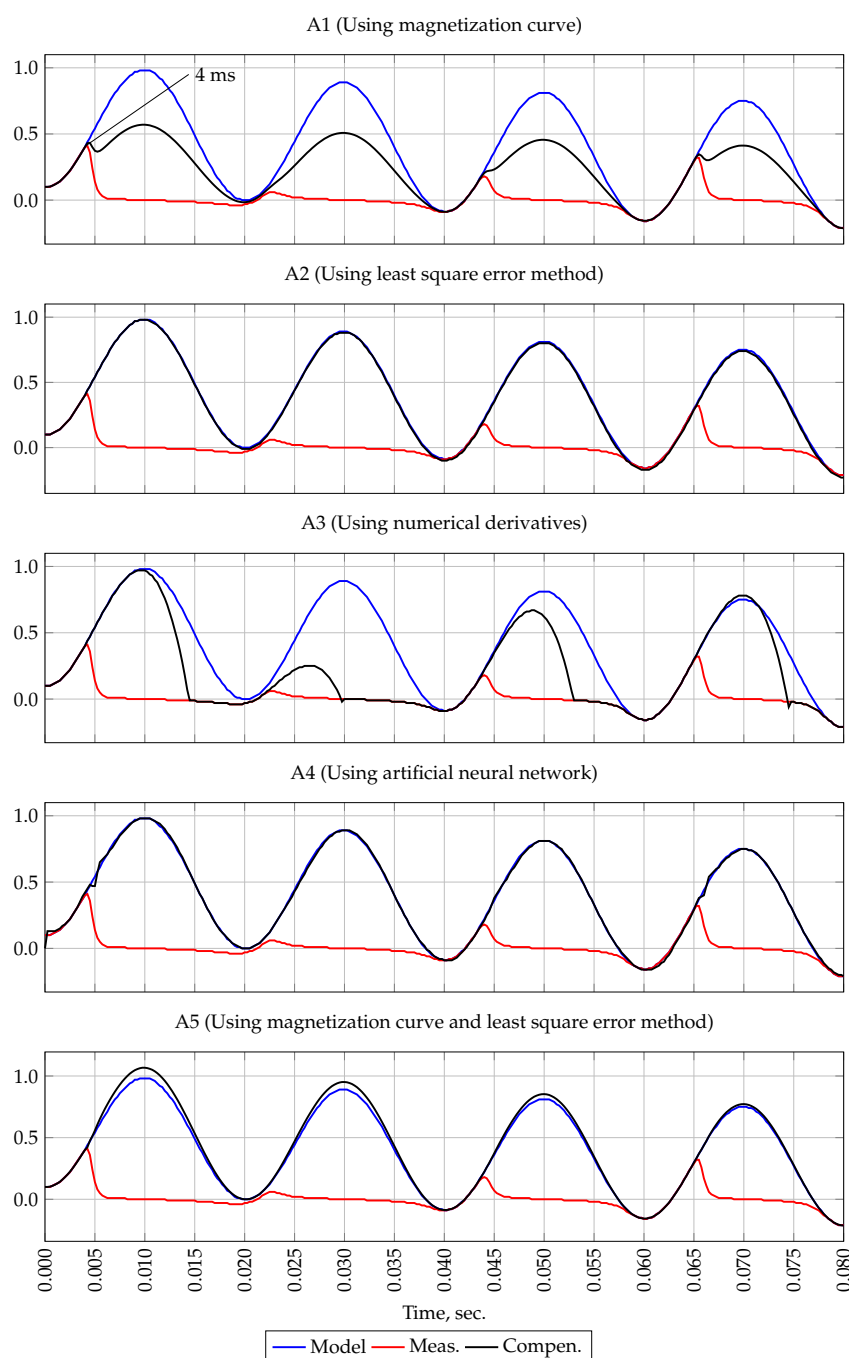 A1 (Using magnetization curve)
1.0
4 ms
0.5
0.0
A2 (Using least square error method)
1.0
0.5
0.0
A3 (Using numerical derivatives)
1.0
0.5
0.0
A4 (Using artificial neural network)
1.0
0.5
0.0
A5 (Using magnetization curve and least square error method)
1.0
0.5
0.0
0.000 0.005 0.010 0.015 0.020 0.025 0.030 0.035 0.040 0.045 0.050 0.055 0.060 0.065 0.070 0.075 0.080
Time, sec.
Model Meas. Compen.